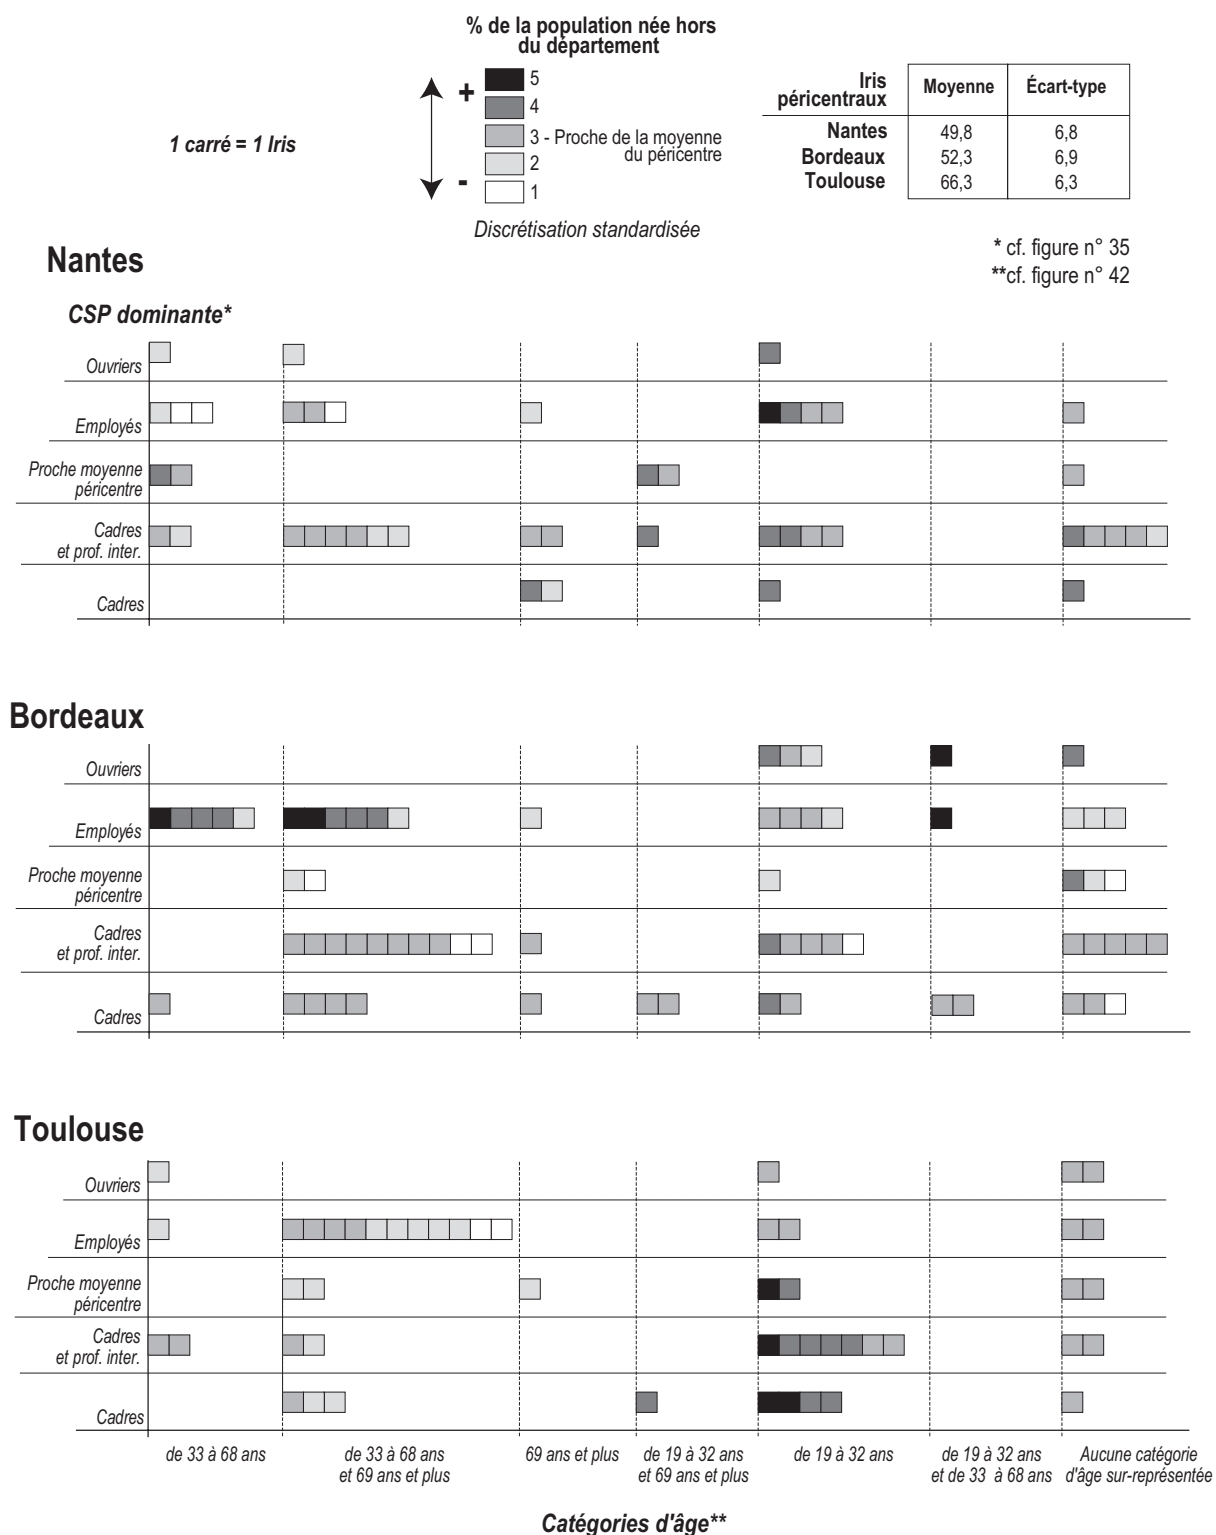 % de la population née hors
du département
+
5
4
3 - Proche de la moyenne
du péricentre
2
-
1
1 carré = 1 Iris
Discrétisation standardisée
Iris
péricentraux Moyenne Écart-type
Nantes 49,8 6,8
Bordeaux 52,3 6,9
Toulouse 66,3 6,3
* cf. figure n° 35
**cf. figure n° 42
Nantes
CSP dominante*
Ouvriers
Employés
Proche moyenne
péricentre
Cadres
et prof. inter.
Cadres
Bordeaux
Ouvriers
Employés
Proche moyenne
péricentre
Cadres
et prof. inter.
Cadres
Toulouse
Ouvriers
Employés
Proche moyenne
péricentre
Cadres
et prof. inter.
Cadres
de 33 à 68 ans
de 33 à 68 ans
et 69 ans et plus
69 ans et plus
de 19 à 32 ans
et 69 ans et plus
de 19 à 32 ans
de 19 à 32 ans
et de 33 à 68 ans
Aucune catégorie
d'âge sur-représentée
Catégories d'âge**